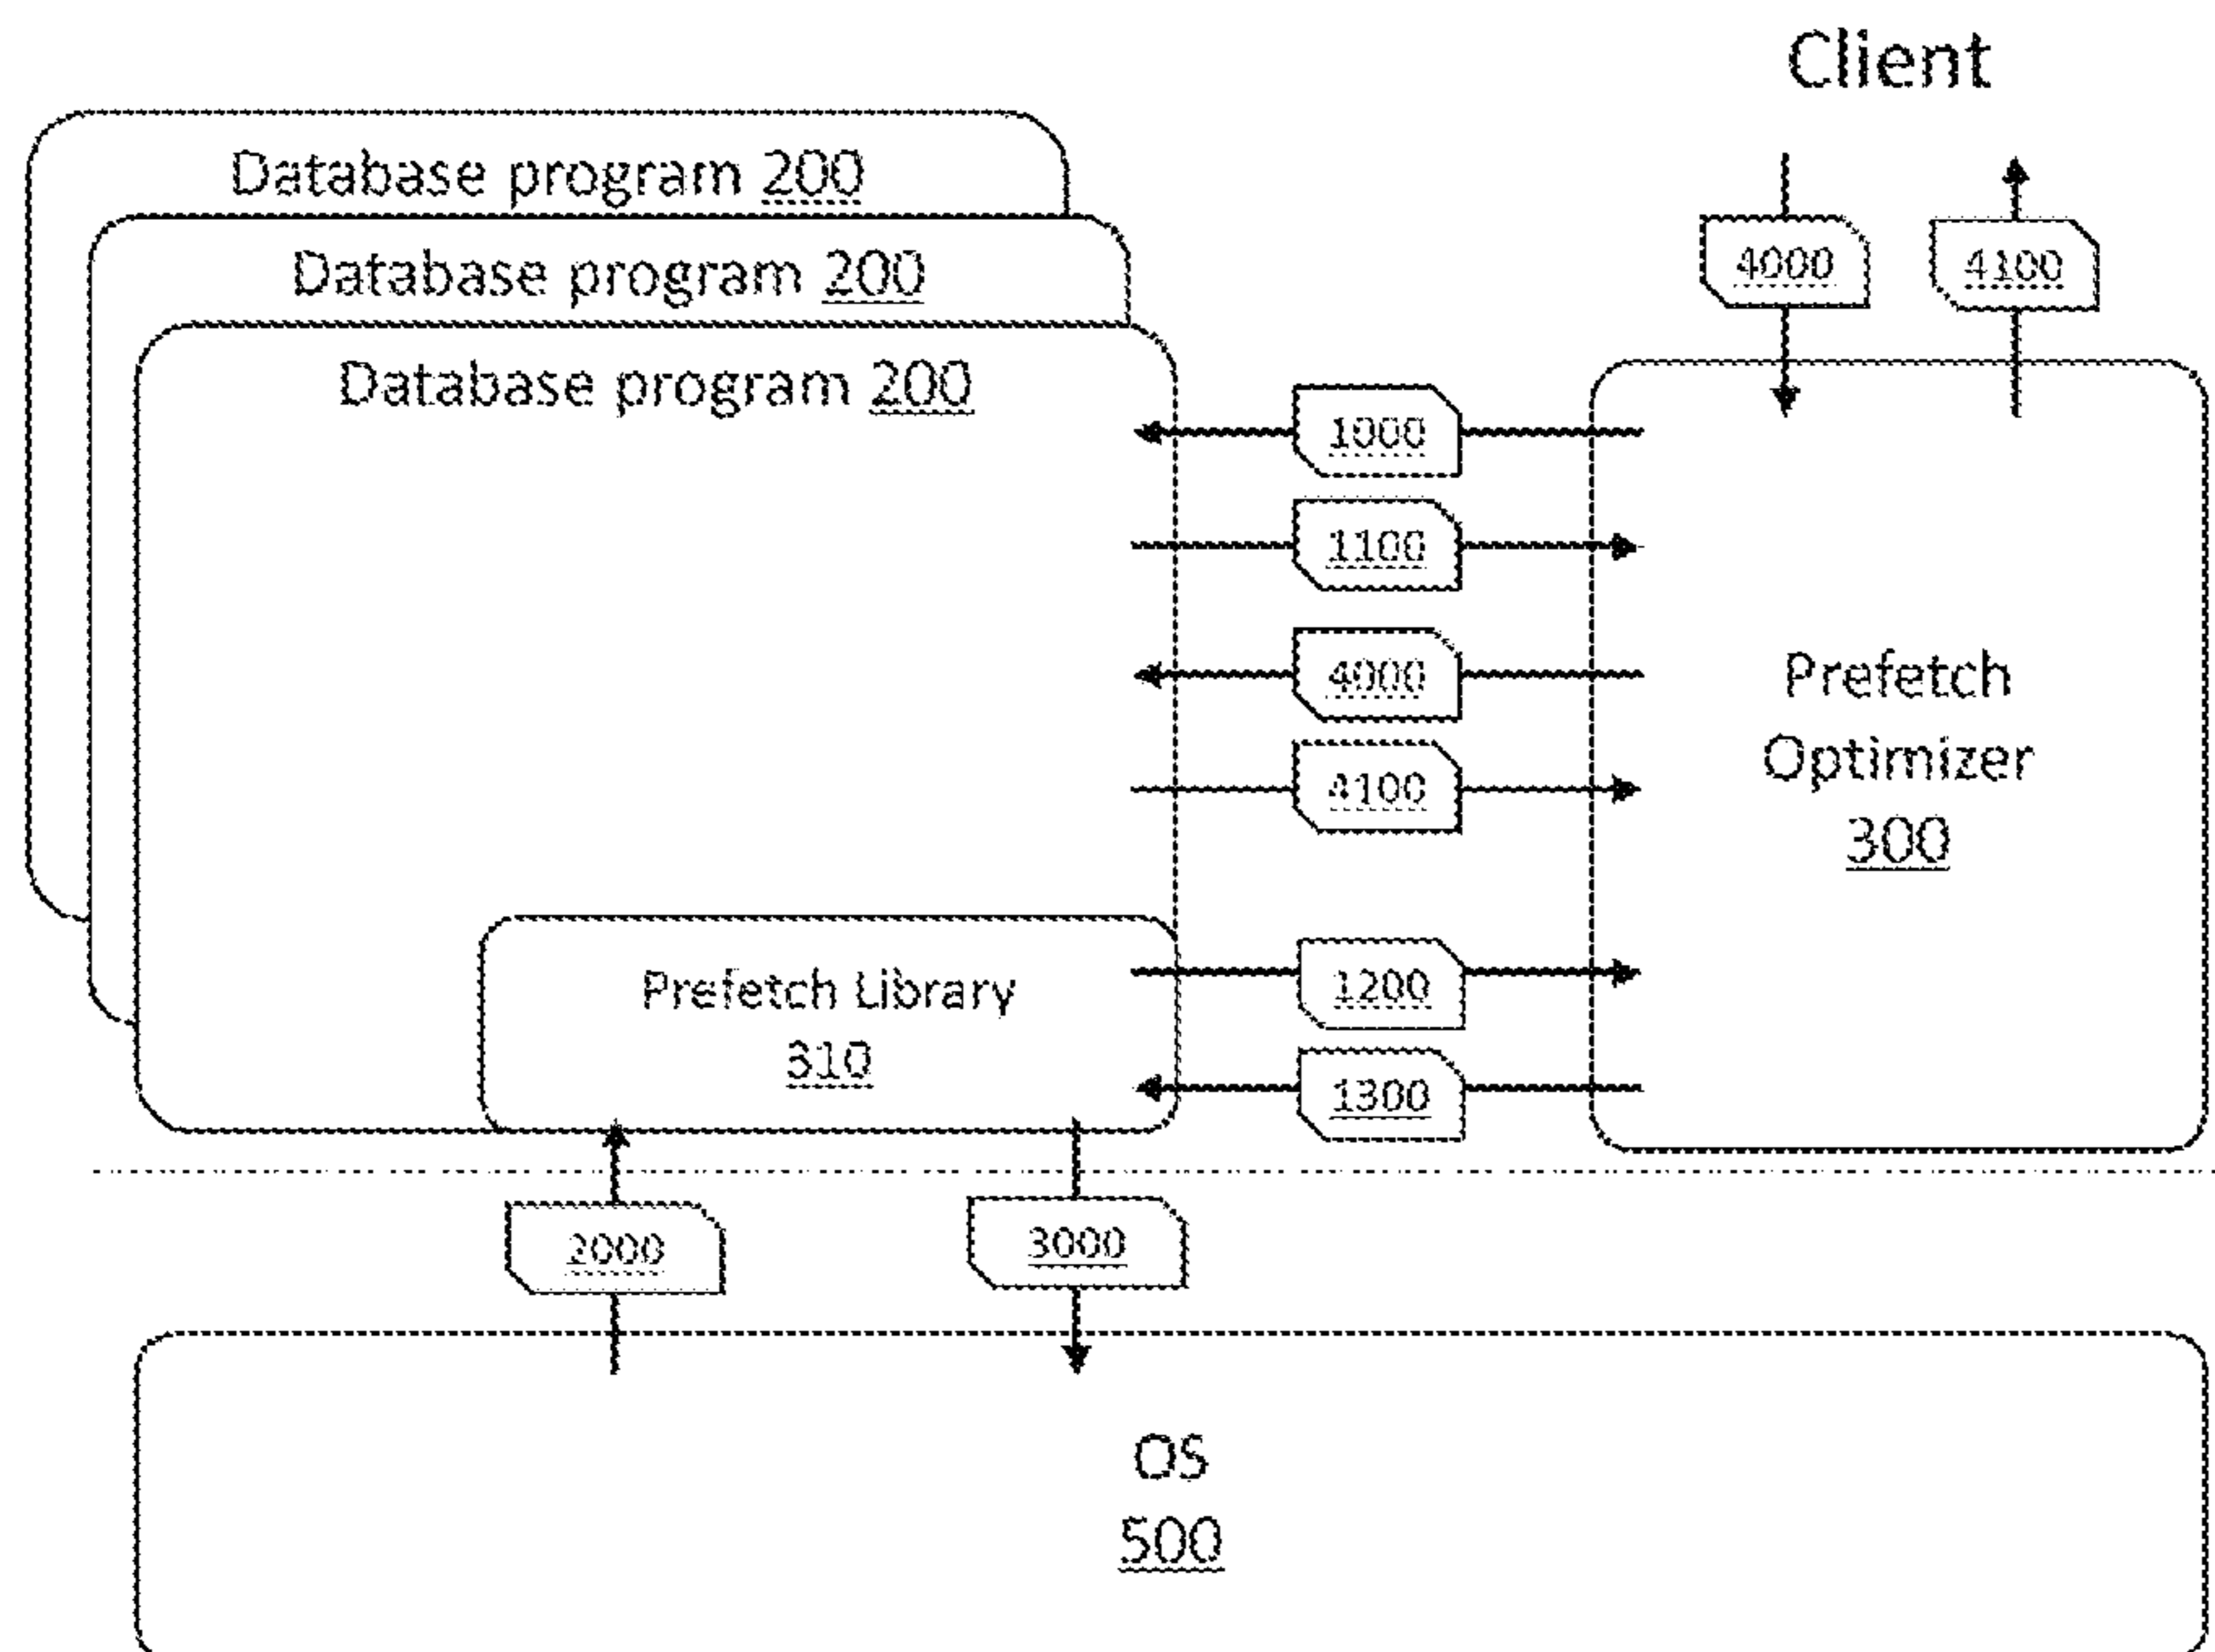 Client
Database program 200
Database program 200
Database program 200
4000
4100
1000
1100
4000
4100
Prefetch
Optimizer
300
Prefetch Library
310
1200
1300
2000
3000
OS
500